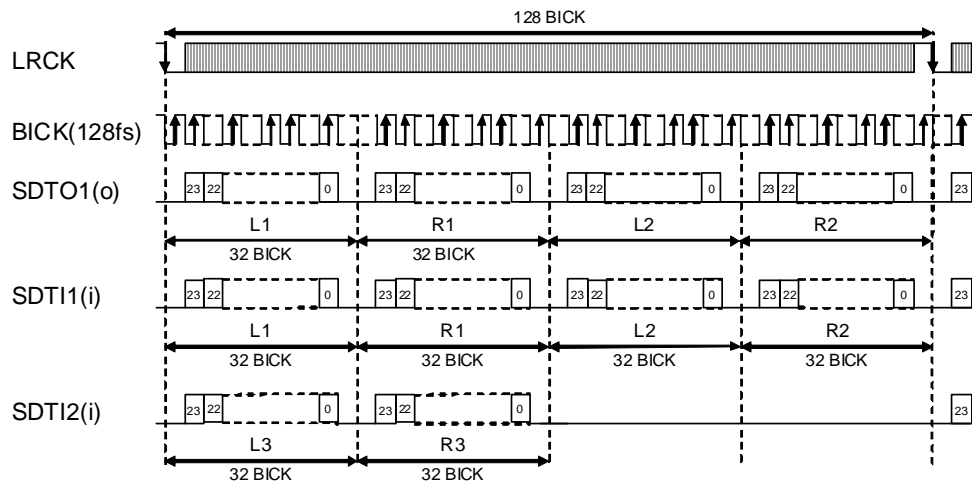 128 BICK
LRCK
BICK(128fs)
SDTO1(o)
23 22 0 23 22 0 23 22 0 23 22 0 23
L1 R1 L2 R2
32 BICK 32 BICK
SDTI1(i)
23 22 0 23 22 0 23 22 0 23 22 0 23
L1 R1 L2 R2
32 BICK 32 BICK 32 BICK 32 BICK
SDTI2(i)
23 22 0 23 22 0 23
L3 R3
32 BICK 32 BICK